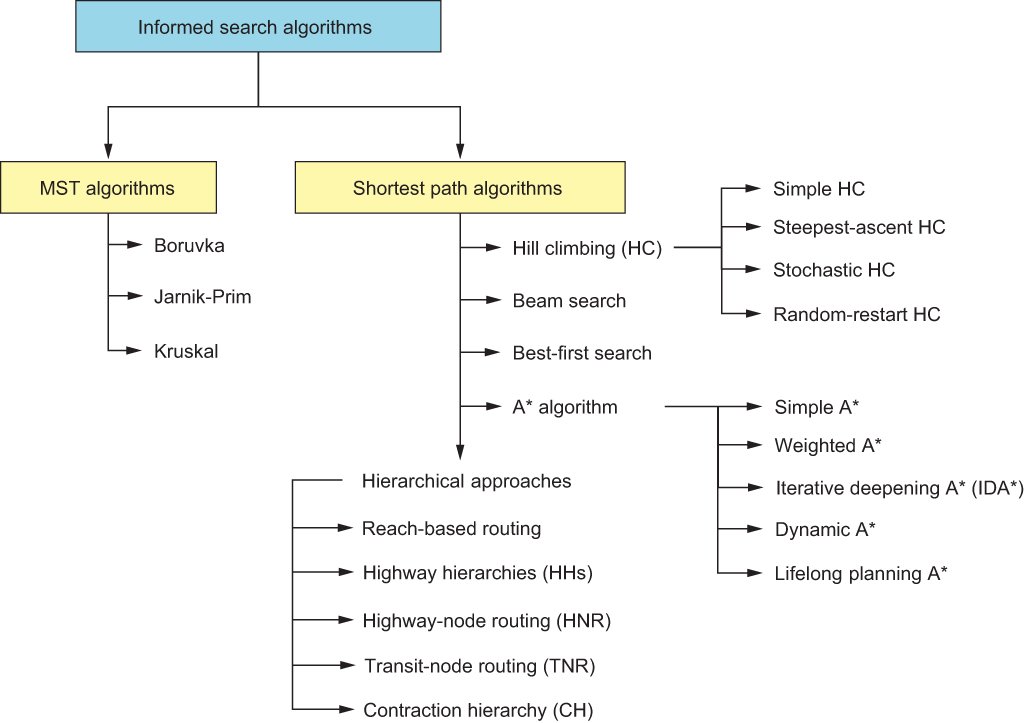 Informed search algorithms
MST algorithms
Boruvka
Jarnik-Prim
Kruskal
Shortest path algorithms
Hill climbing (HC)
Simple HC
Steepest-ascent HC
Stochastic HC
Random-restart HC
Beam search
Best-first search
A* algorithm
Simple A*
Weighted A*
Iterative deepening A* (IDA*)
Dynamic A*
Lifelong planning A*
Hierarchical approaches
Reach-based routing
Highway hierarchies (HHs)
Highway-node routing (HNR)
Transit-node routing (TNR)
Contraction hierarchy (CH)